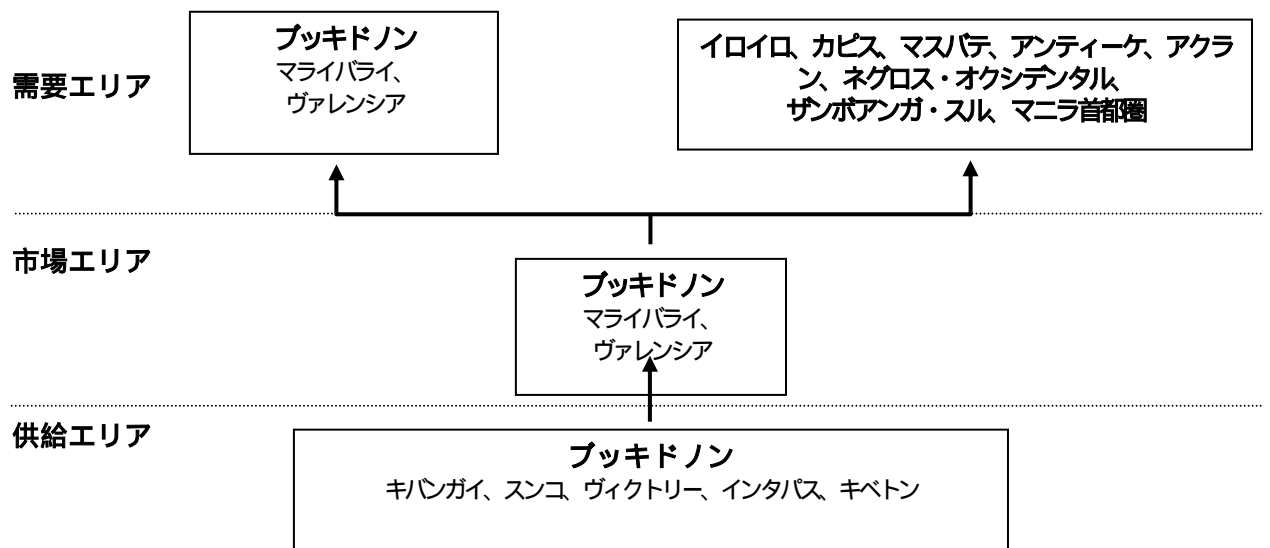 需要エリア
ブッキドノン
マライバライ、
ヴァレンシア
イロイロ、カピス、マスバテ、アンティーケ、アクラ
ン、ネグロス・オクシデンタル、
ザンボアンガ・スル、マニラ首都圏
市場エリア
ブッキドノン
マライバライ、
ヴァレンシア
供給エリア
ブッキドノン
キバンガイ、スンコ、ヴィクトリー、インタパス、キベトン